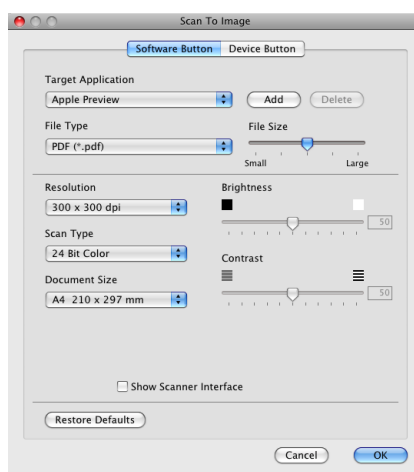 Scan To Image
Software Button Device Button
Target Application
Apple Preview Add Delete
File Type File Size
PDF (*.pdf)
Small Large
Resolution Brightness
300 x 300 dpi
50
Scan Type
24 Bit Color
Contrast
Document Size
A4 210 x 297 mm 50
Show Scanner Interface
Restore Defaults
Cancel OK